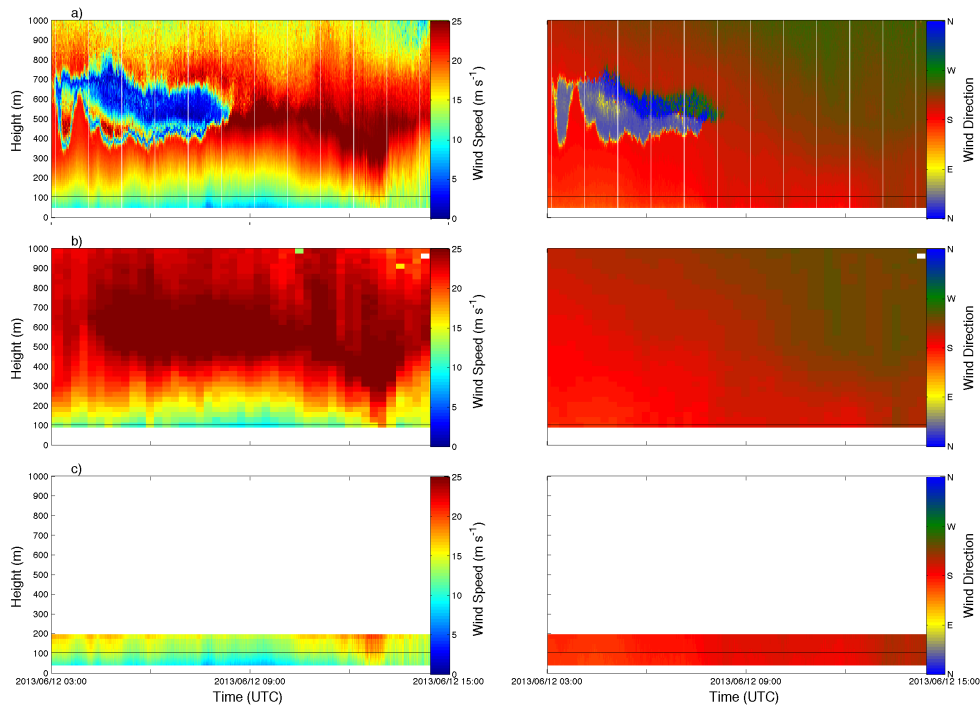 a)
1000
900
800
700
600
500
400
300
200
100
0
Height (m)
25
20
15
10
5
0
Wind Speed (m s⁻¹)
N
W
S
E
N
Wind Direction
b)
1000
900
800
700
600
500
400
300
200
100
0
Height (m)
25
20
15
10
5
0
Wind Speed (m s⁻¹)
N
W
S
E
N
Wind Direction
c)
1000
900
800
700
600
500
400
300
200
100
0
Height (m)
25
20
15
10
5
0
Wind Speed (m s⁻¹)
N
W
S
E
N
Wind Direction
2013/06/12 03:00 2013/06/12 09:00 2013/06/12 15:00
Time (UTC)
2013/06/12 03:00 2013/06/12 09:00 2013/06/12 15:00
Time (UTC)